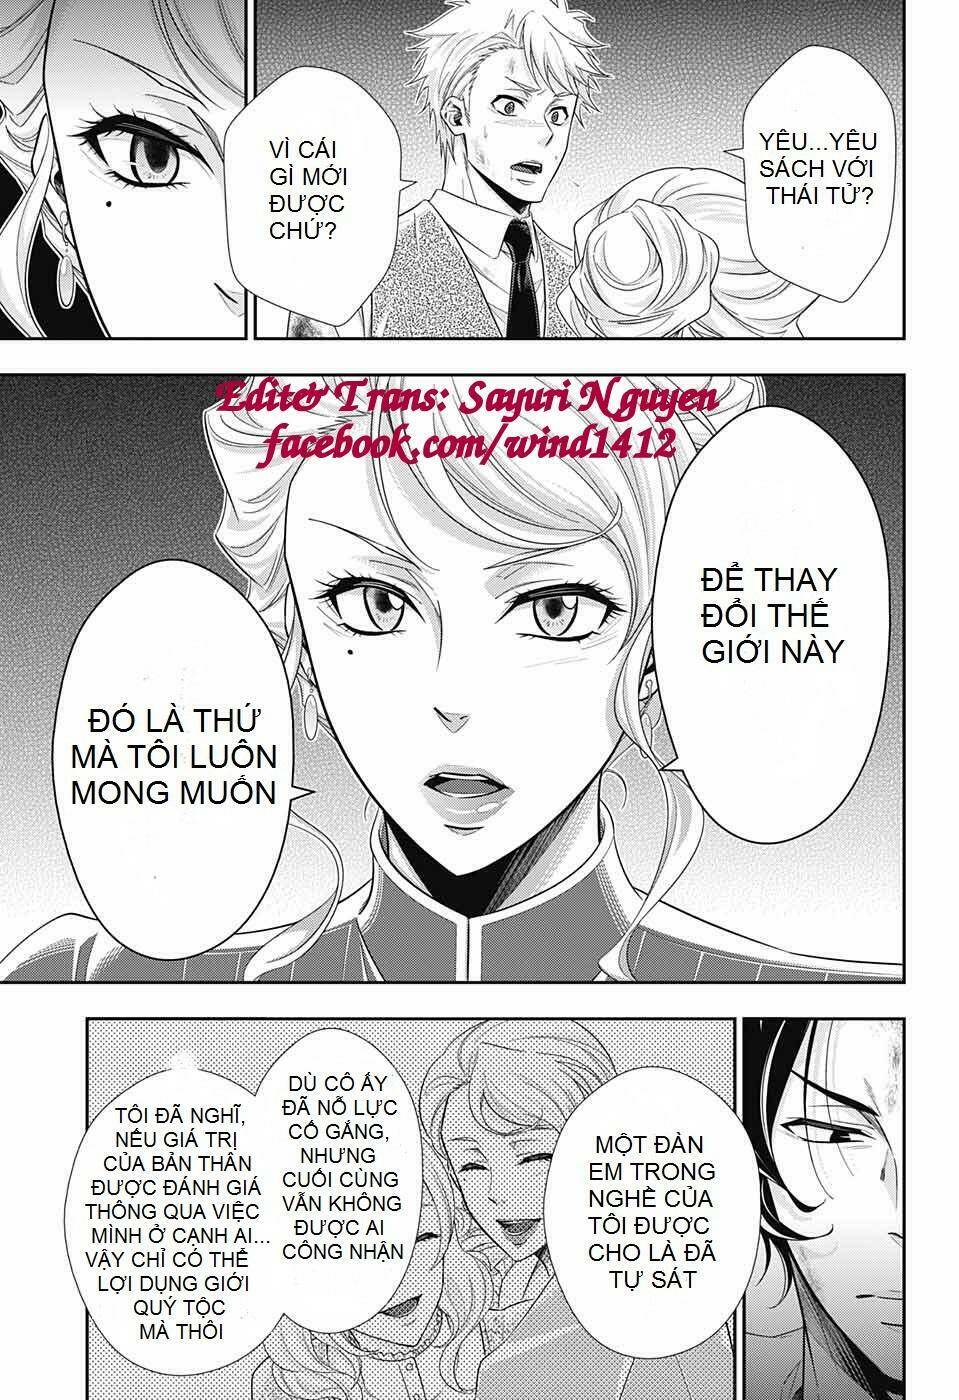 YÊU...YÊU
SÁCH VỚI
THÁI TỬ?
VÌ CÁI
GÌ MỚI
ĐƯỢC
CHỨ?
Edit& Trans: Sayuri Nguyen
facebook.com/wind1412
ĐỂ THAY
ĐỔI THẾ
GIỚI NÀY
ĐÓ LÀ THỨ
MÀ TÔI LUÔN
MONG MUỐN
MỘT ĐÀN
EM TRONG
NGHỀ CỦA
TÔI ĐƯỢC
CHO LÀ ĐÃ
TỰ SÁT
DÙ CÔ ẤY
ĐÃ NỖ LỰC
CỐ GẮNG,
NHƯNG
CUỐI CÙNG
VẪN KHÔNG
ĐƯỢC AI
CÔNG NHẬN
TÔI ĐÃ NGHĨ,
NẾU GIÁ TRỊ
CỦA BẢN THÂN
ĐƯỢC ĐÁNH GIÁ
THÔNG QUA VIỆC
MÌNH Ở CẠNH AI...
VẬY CHỈ CÓ THỂ
LỢI DỤNG GIỚI
QUÝ TỘC
MÀ THÔI